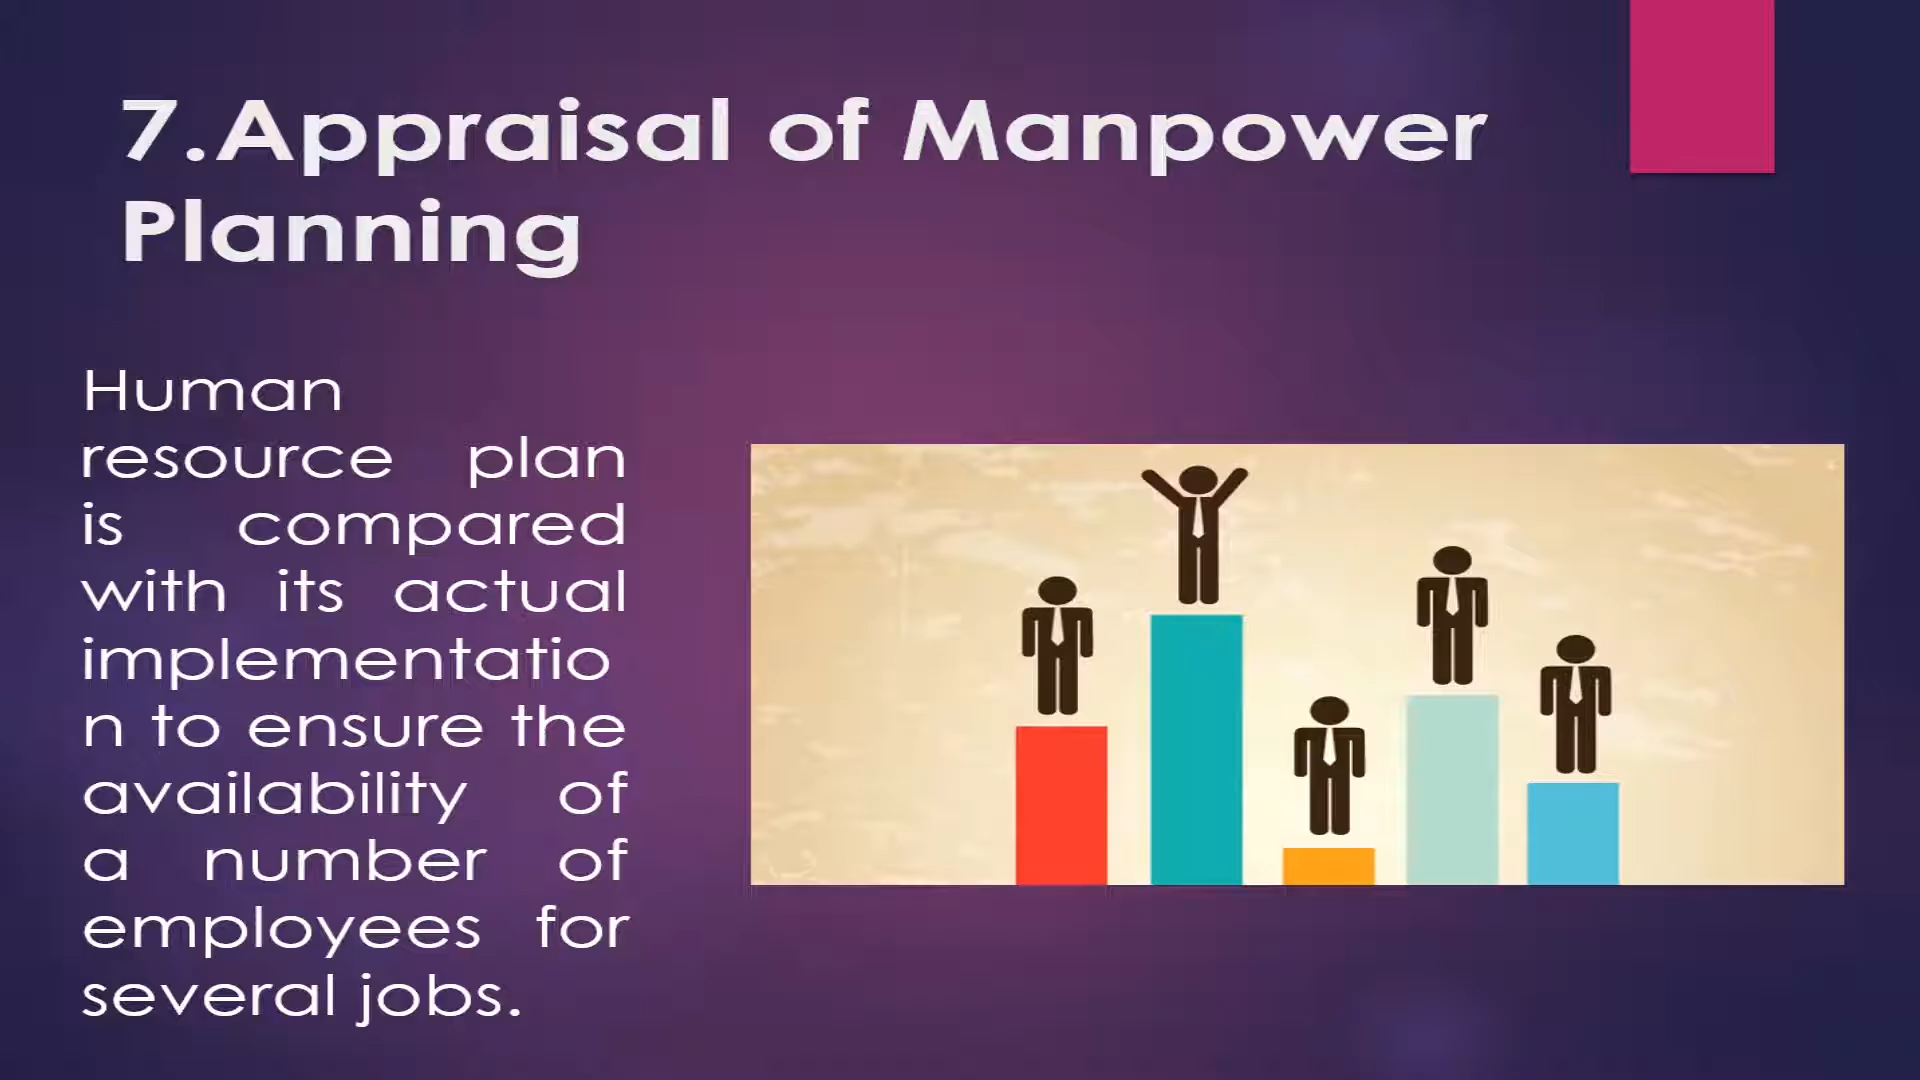 7.Appraisal of Manpower
Planning
Human
resource plan
is compared
with its actual
implementatio
n to ensure the
availability of
a number of
employees for
several jobs.